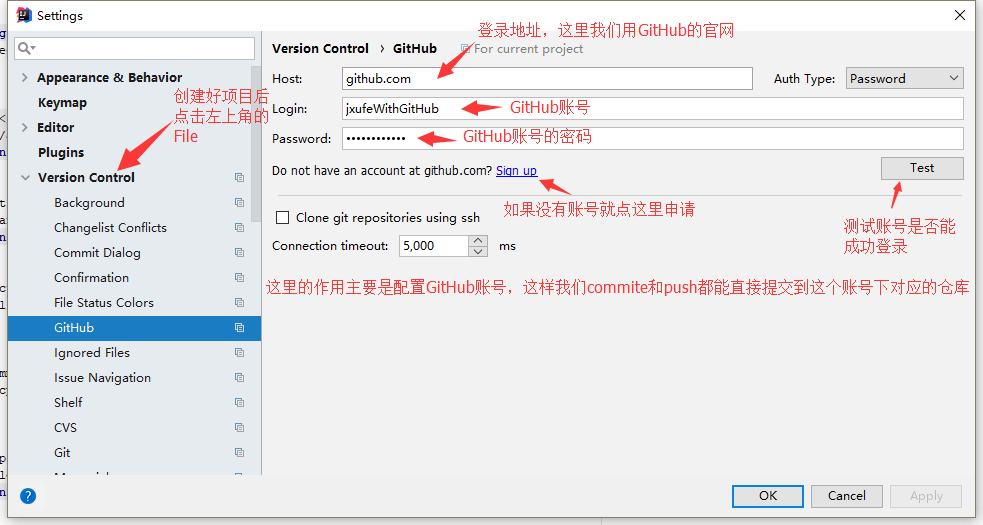 Settings
登录地址，这里我们用GitHub的官网
Version Control › GitHub
For current project
Appearance & Behavior
Keymap
Editor
Plugins
Version Control
Background
Changelist Conflicts
Commit Dialog
Confirmation
File Status Colors
GitHub
Ignored Files
Issue Navigation
Shelf
CVS
Git
创建好项目后
点击左上角的
File
Host: github.com
Auth Type: Password
Login: jxufeWithGitHub
GitHub账号
Password: ••••••••••••
GitHub账号的密码
Do not have an account at github.com? Sign up
Test
如果没有账号就点这里申请
测试账号是否能
成功登录
Clone git repositories using ssh
Connection timeout: 5,000 ms
这里的作用主要是配置GitHub账号，这样我们commite和push都能直接提交到这个账号下对应的仓库
?
OK
Cancel
Apply